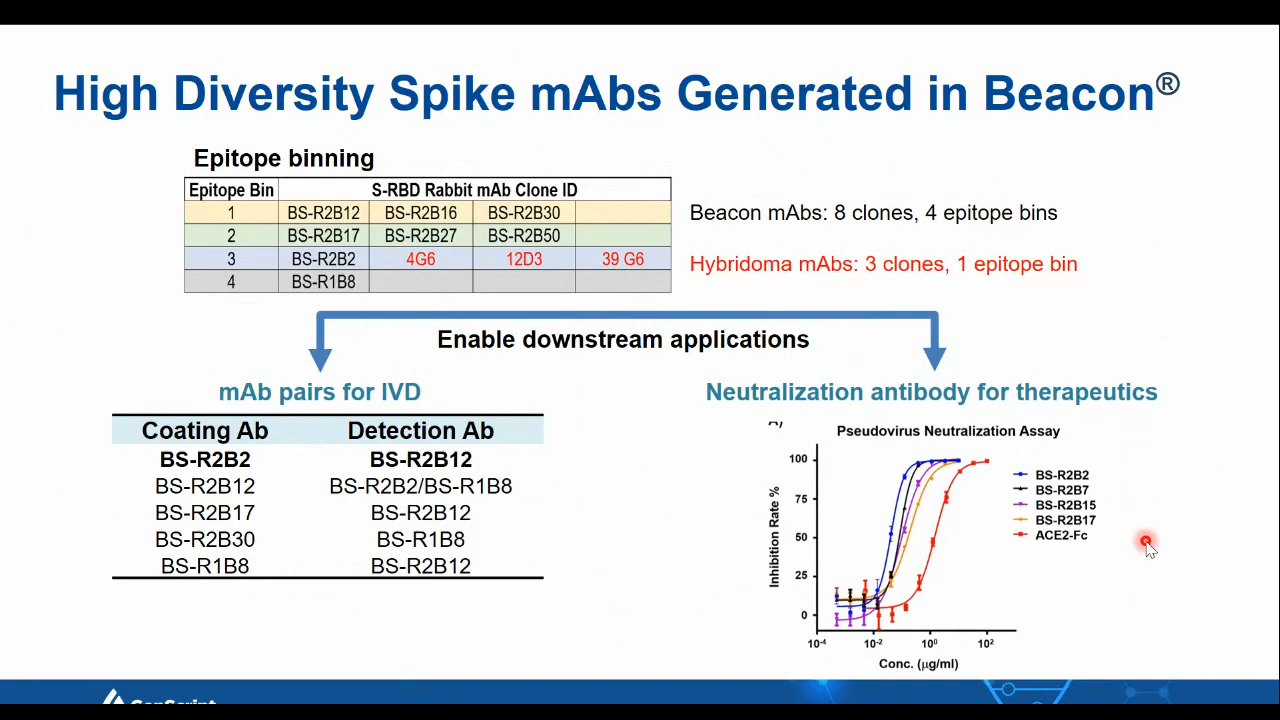 High Diversity Spike mAbs Generated in Beacon®
Epitope binning
Epitope Bin S-RBD Rabbit mAb Clone ID
1 BS-R2B12 BS-R2B16 BS-R2B30
2 BS-R2B17 BS-R2B27 BS-R2B50
3 BS-R2B2 4G6 12D3 39 G6
4 BS-R1B8
Beacon mAbs: 8 clones, 4 epitope bins
Hybridoma mAbs: 3 clones, 1 epitope bin
Enable downstream applications
mAb pairs for IVD
Coating Ab Detection Ab
BS-R2B2 BS-R2B12
BS-R2B12 BS-R2B2/BS-R1B8
BS-R2B17 BS-R2B12
BS-R2B30 BS-R1B8
BS-R1B8 BS-R2B12
Neutralization antibody for therapeutics
Pseudovirus Neutralization Assay
Inhibition Rate %
100
75
50
25
0
10-4 10-2 100 102
Conc. (μg/ml)
BS-R2B2
BS-R2B7
BS-R2B15
BS-R2B17
ACE2-Fc
GenScript